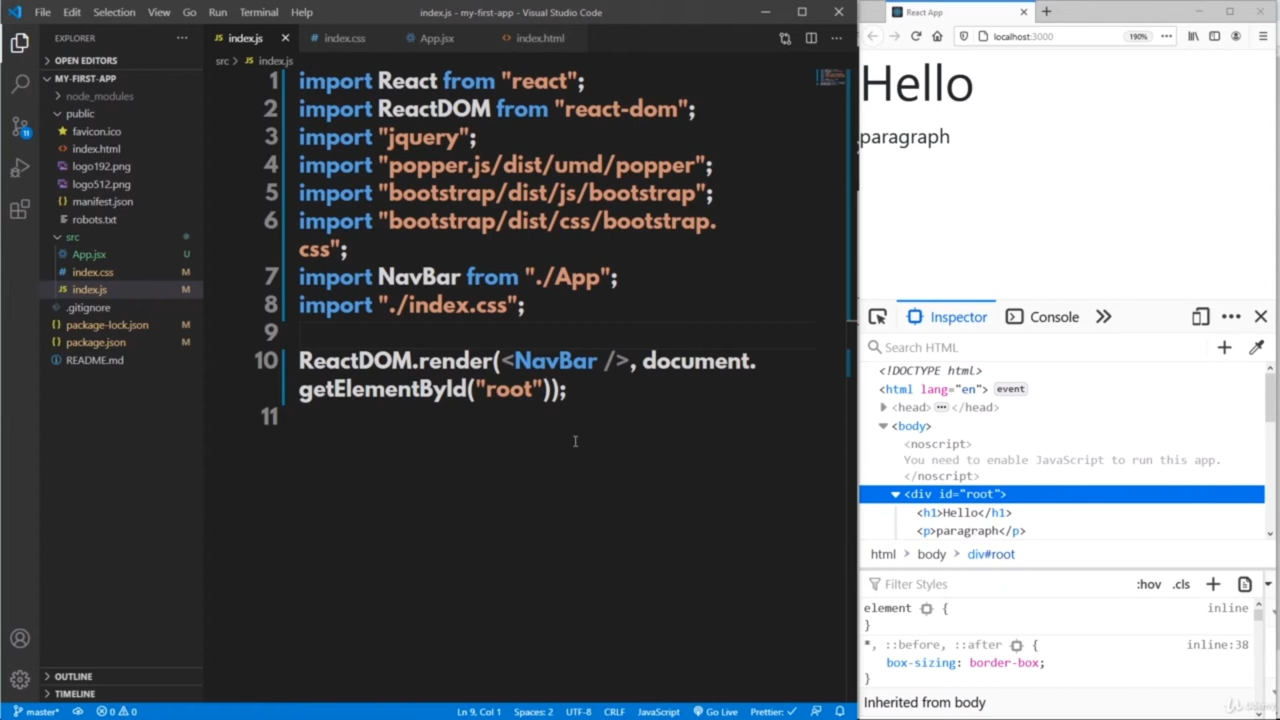 File Edit Selection View Go Run Terminal Help
index.js - my-first-app - Visual Studio Code
EXPLORER
OPEN EDITORS
MY-FIRST-APP
node_modules
public
favicon.ico
index.html
logo192.png
logo512.png
manifest.json
robots.txt
src
App.jsx U
index.css M
index.js M
.gitignore
package-lock.json M
package.json M
README.md
OUTLINE
TIMELINE
11
index.js
index.css
App.jsx
index.html
src > index.js
1 import React from "react";
2 import ReactDOM from "react-dom";
3 import "jquery";
4 import "popper.js/dist/umd/popper";
5 import "bootstrap/dist/js/bootstrap";
6 import "bootstrap/dist/css/bootstrap.
css";
7 import NavBar from "./App";
8 import "./index.css";
9
10 ReactDOM.render(<NavBar />, document.
getElementById("root"));
11
master* 0 0 Ln 9, Col 1 Spaces: 2 UTF-8 CRLF JavaScript Go Live Prettier: ✓
React App
localhost:3000 190%
Hello
paragraph
Inspector Console
Search HTML
<!DOCTYPE html>
<html lang="en"> event
<head> ••• </head>
<body>
<noscript>
You need to enable JavaScript to run this app.
</noscript>
<div id="root">
<h1>Hello</h1>
<p>paragraph</p>
html > body > div#root
Filter Styles :hov .cls
element { inline
}
*, ::before, ::after { inline:38
box-sizing: border-box;
}
Inherited from body
Udemy